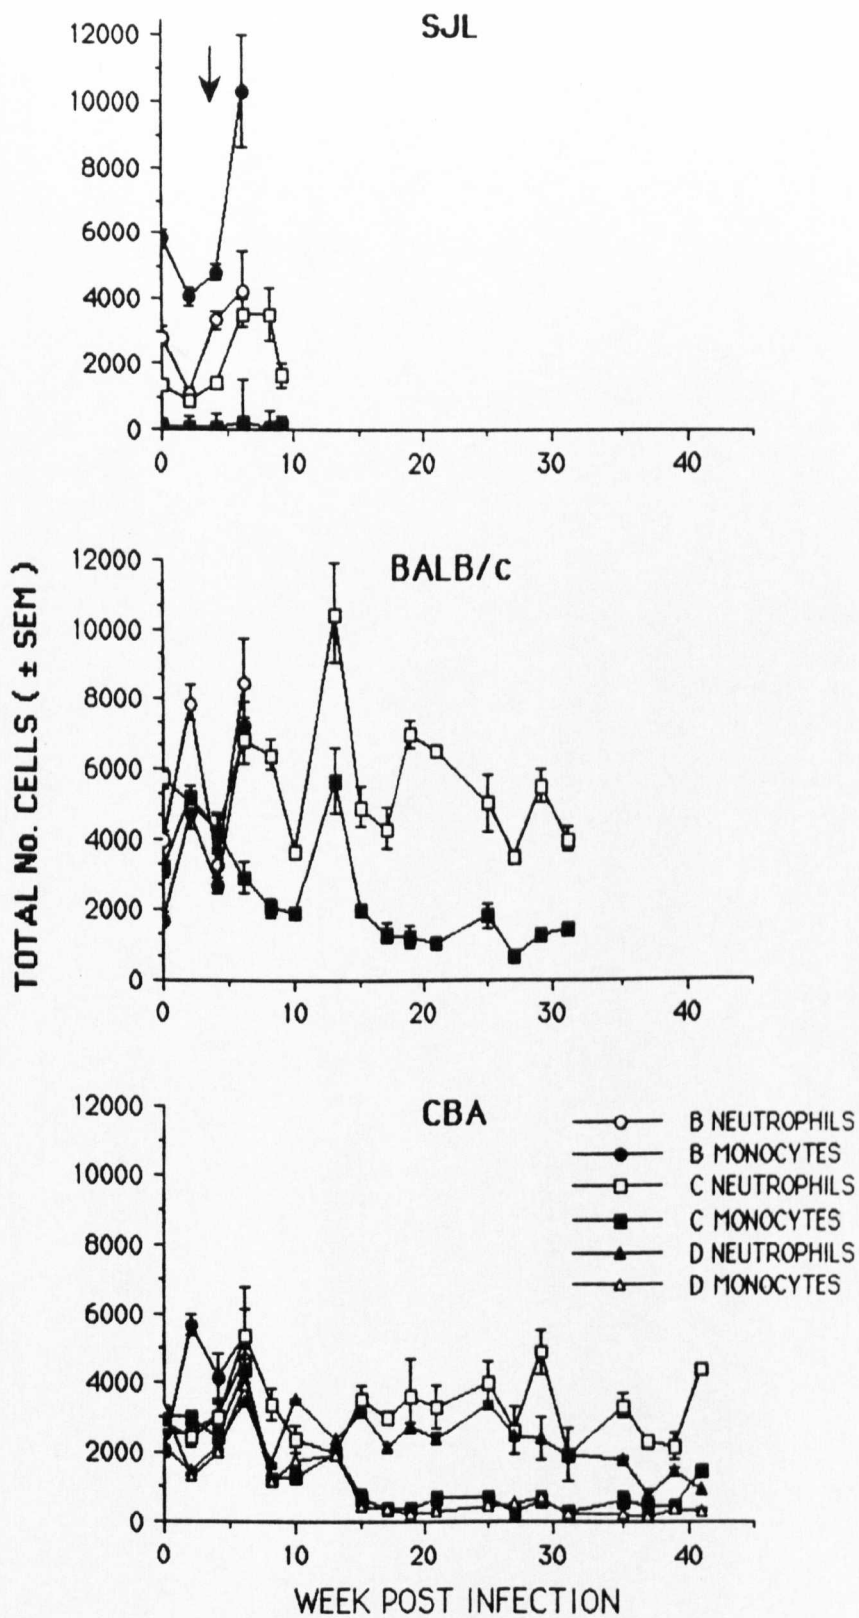 SJL
12000
10000
8000
6000
4000
2000
0
0 10 20 30 40
TOTAL No. CELLS ( ± SEM )
BALB/c
12000
10000
8000
6000
4000
2000
0
0 10 20 30 40
CBA
12000
10000
8000
6000
4000
2000
0
B NEUTROPHILS
B MONOCYTES
C NEUTROPHILS
C MONOCYTES
D NEUTROPHILS
D MONOCYTES
0 10 20 30 40
WEEK POST INFECTION